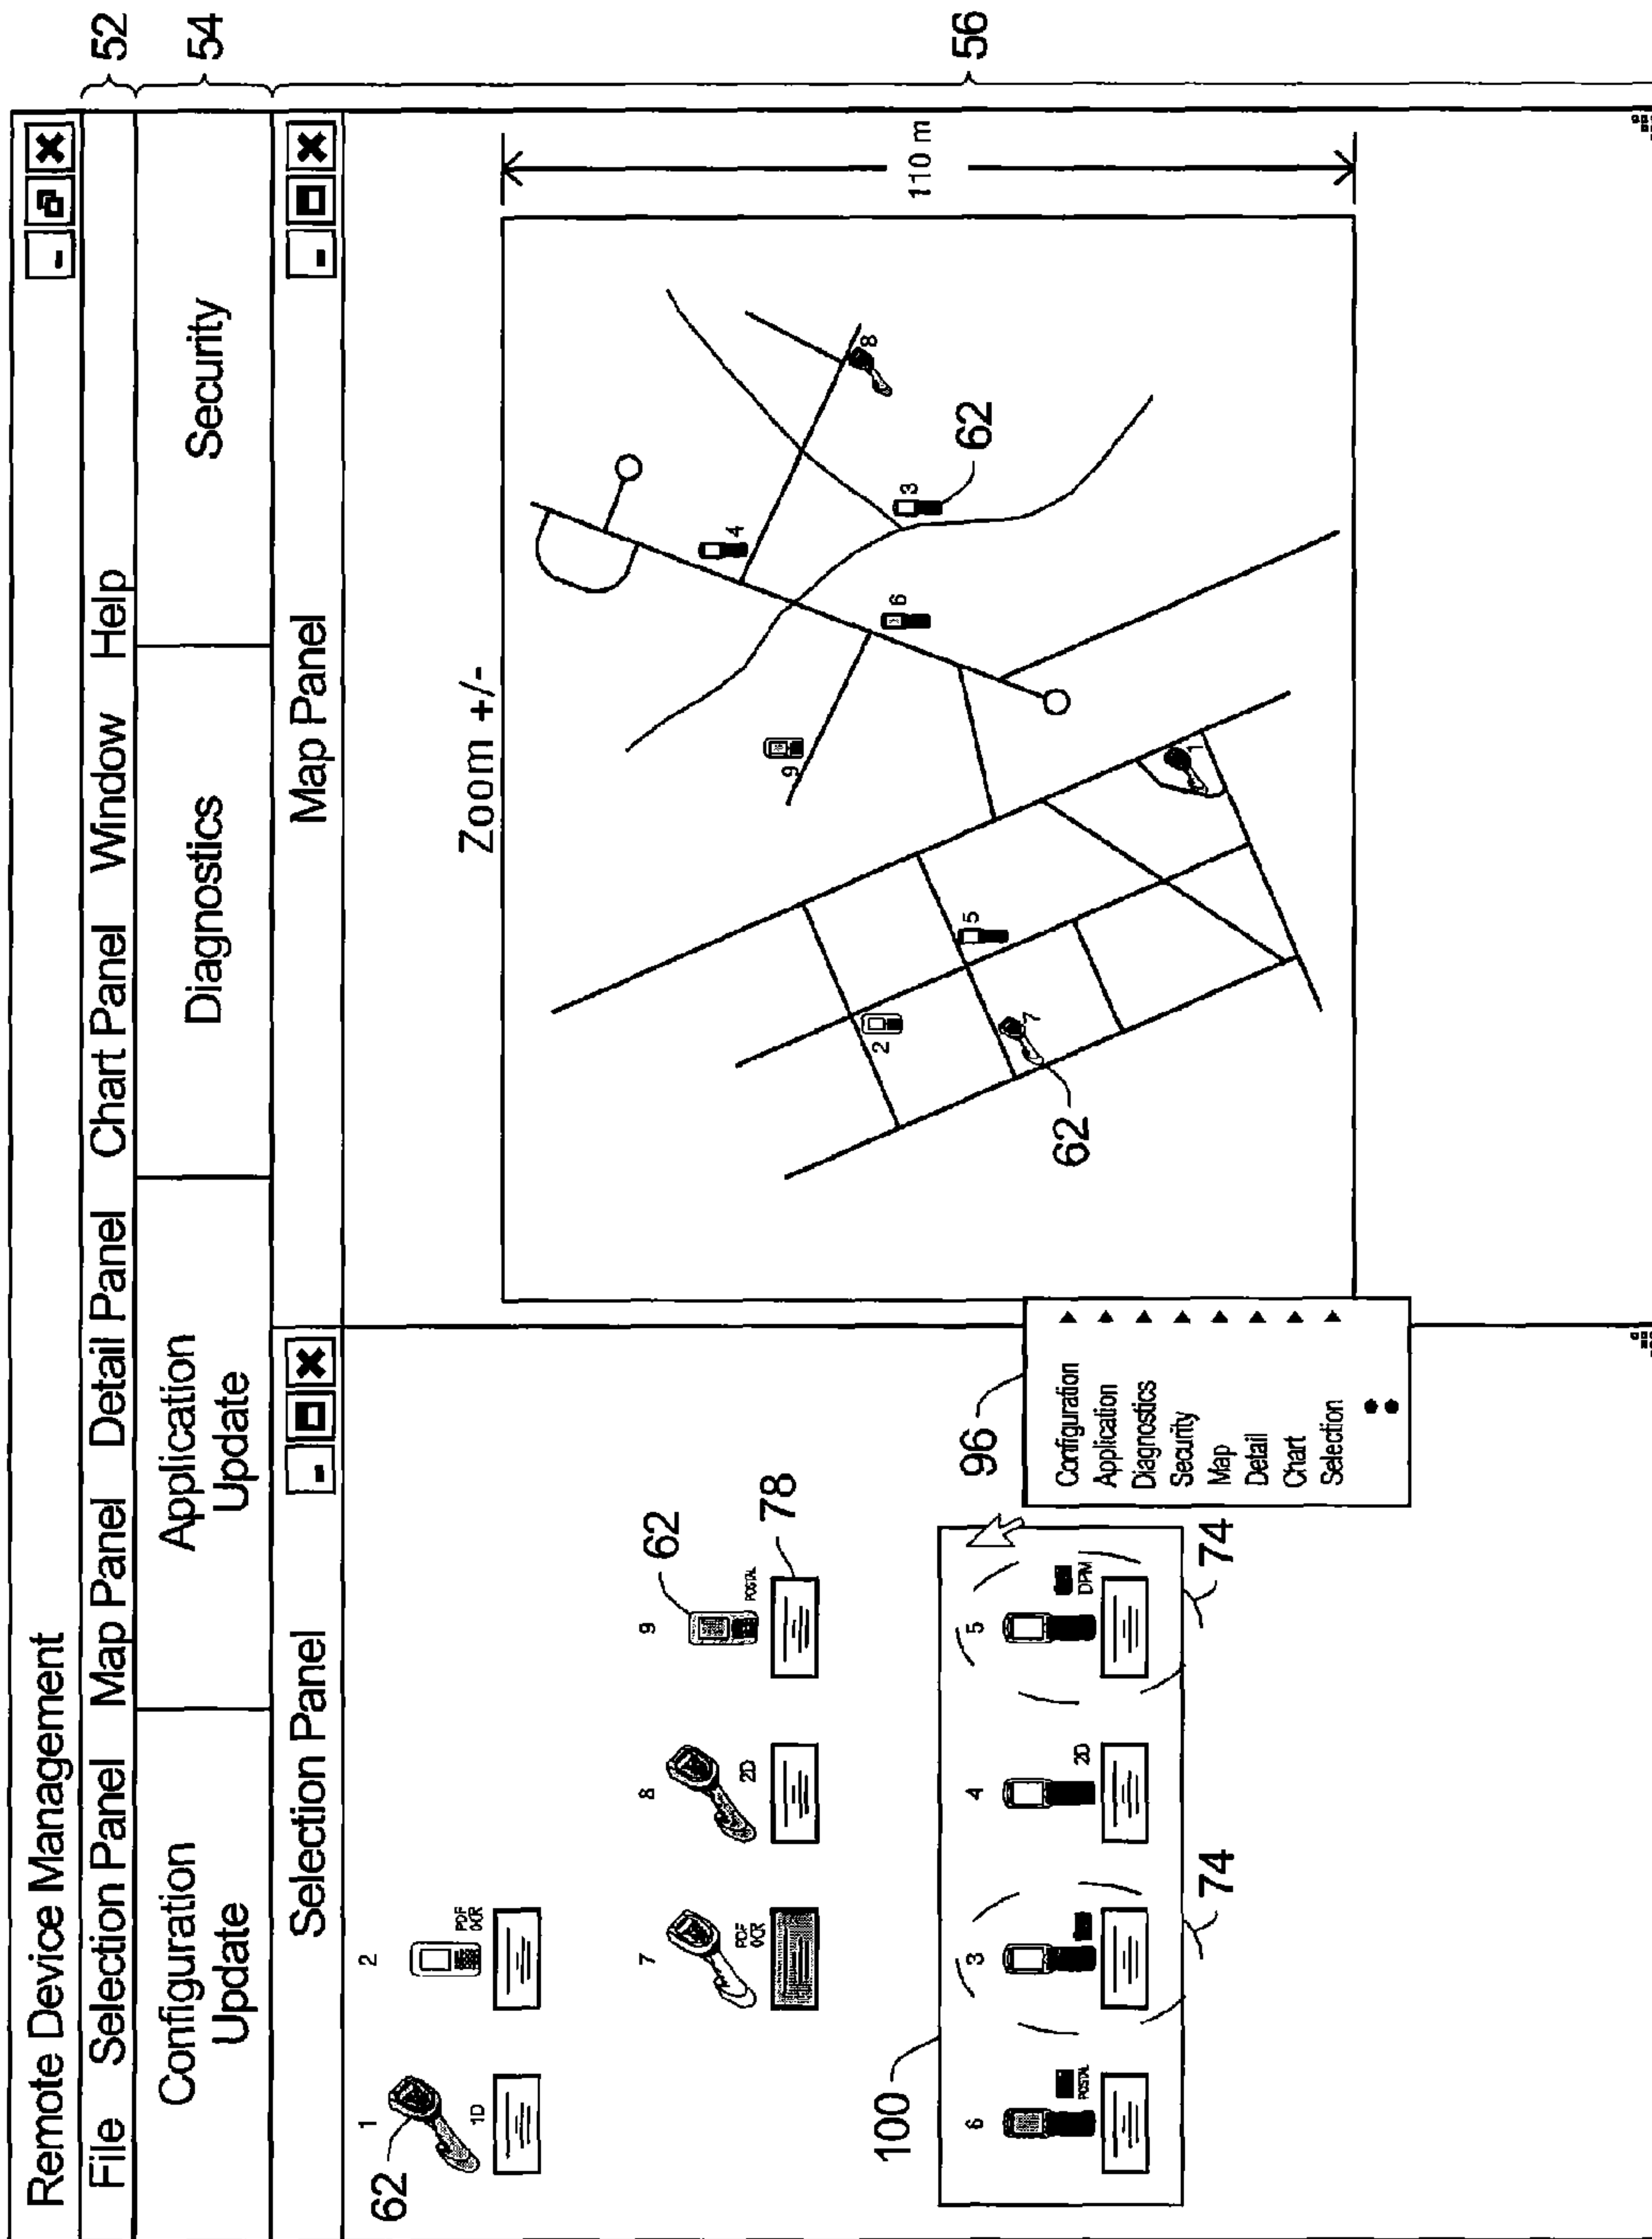 Remote Device Management
File Selection Panel Map Panel Detail Panel Chart Panel Window Help
52
Configuration Update
Application Update
Diagnostics
Security
54
Selection Panel
Map Panel
56
1
62
1D
2
PDF
OCR
7
PDF
OCR
8
2D
9
POSTAL
62
78
100
6
POSTAL
3
4
2D
5
DPM
74
74
96
Configuration
Application
Diagnostics
Security
Map
Detail
Chart
Selection
Zoom +/-
110 m
2
7
62
5
9
1
6
4
3
62
8